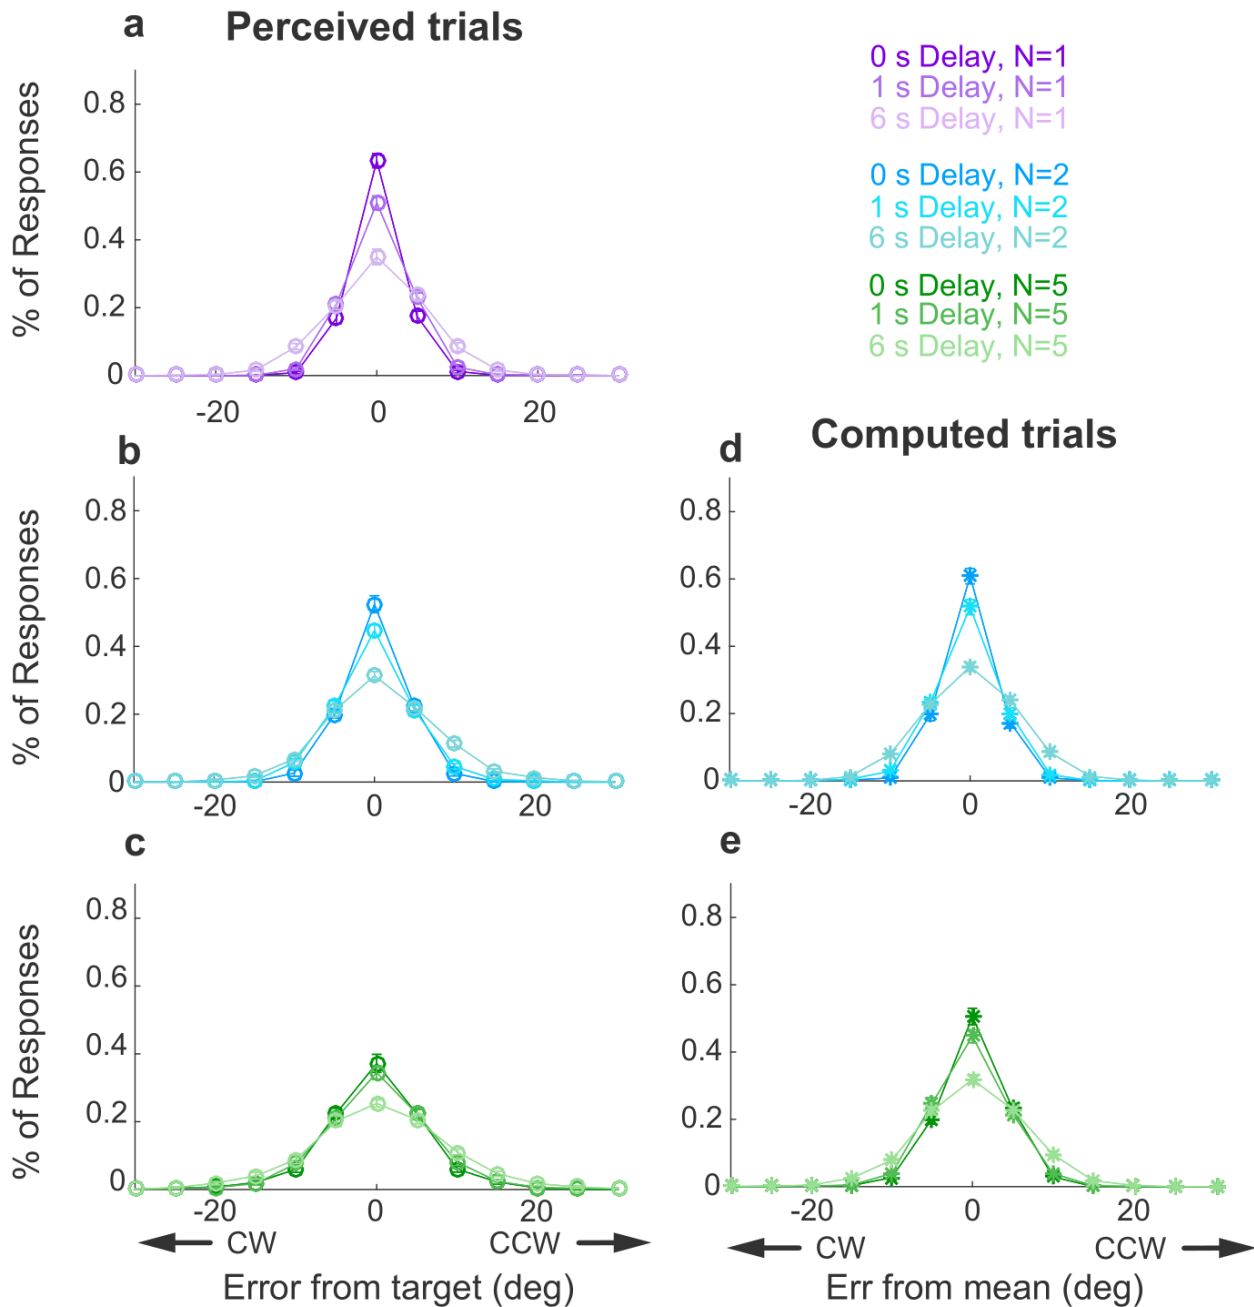 a
Perceived trials
0 s Delay, N=1
1 s Delay, N=1
6 s Delay, N=1
0 s Delay, N=2
1 s Delay, N=2
6 s Delay, N=2
0 s Delay, N=5
1 s Delay, N=5
6 s Delay, N=5
% of Responses
0.8
0.6
0.4
0.2
0
-20
0
20
Computed trials
b
% of Responses
0.8
0.6
0.4
0.2
0
-20
0
20
d
0.8
0.6
0.4
0.2
0
-20
0
20
c
% of Responses
0.8
0.6
0.4
0.2
0
-20
0
20
CW
CCW
Error from target (deg)
e
0.8
0.6
0.4
0.2
0
-20
0
20
CW
CCW
Err from mean (deg)